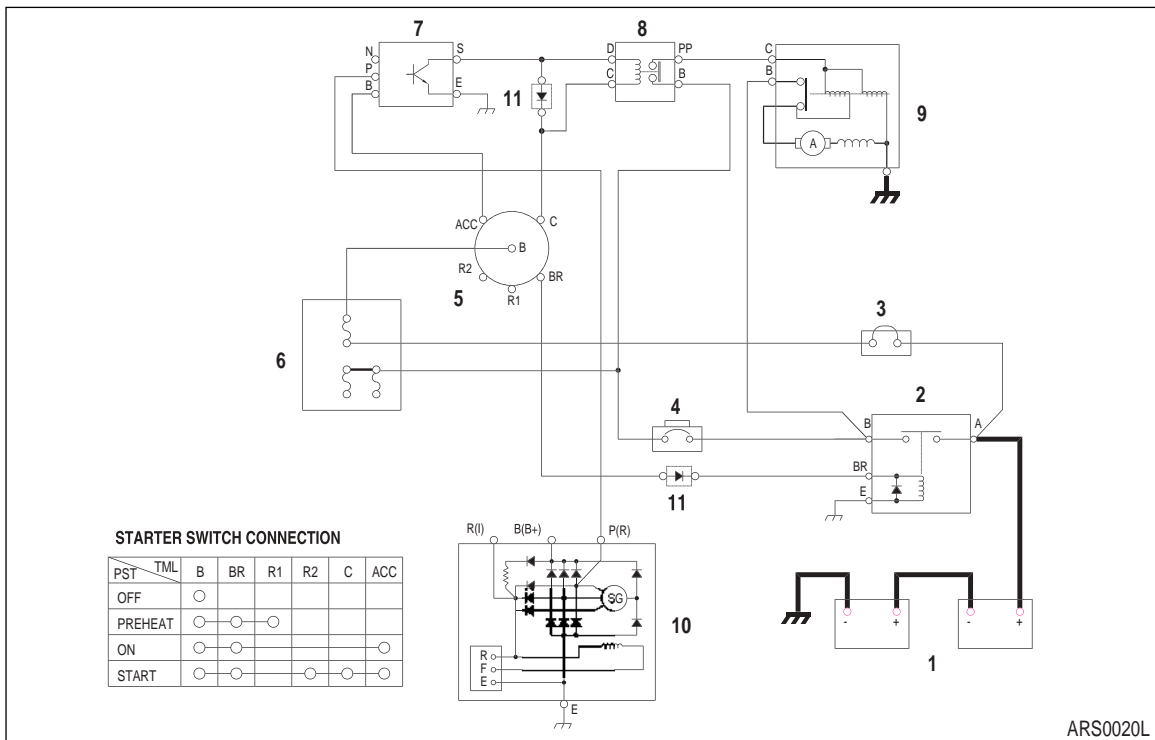 7
8
N
P
B
S
E
11
D
C
PP
B
C
B
A
9
ACC
C
B
R2
BR
R1
5
6
3
4
2
B
A
BR
E
11
R(I)
B(B+)
P(R)
SG
R
F
E
E
10
-
+
-
+
1
STARTER SWITCH CONNECTION
PST TML B BR R1 R2 C ACC
OFF
PREHEAT
ON
START
ARS0020L